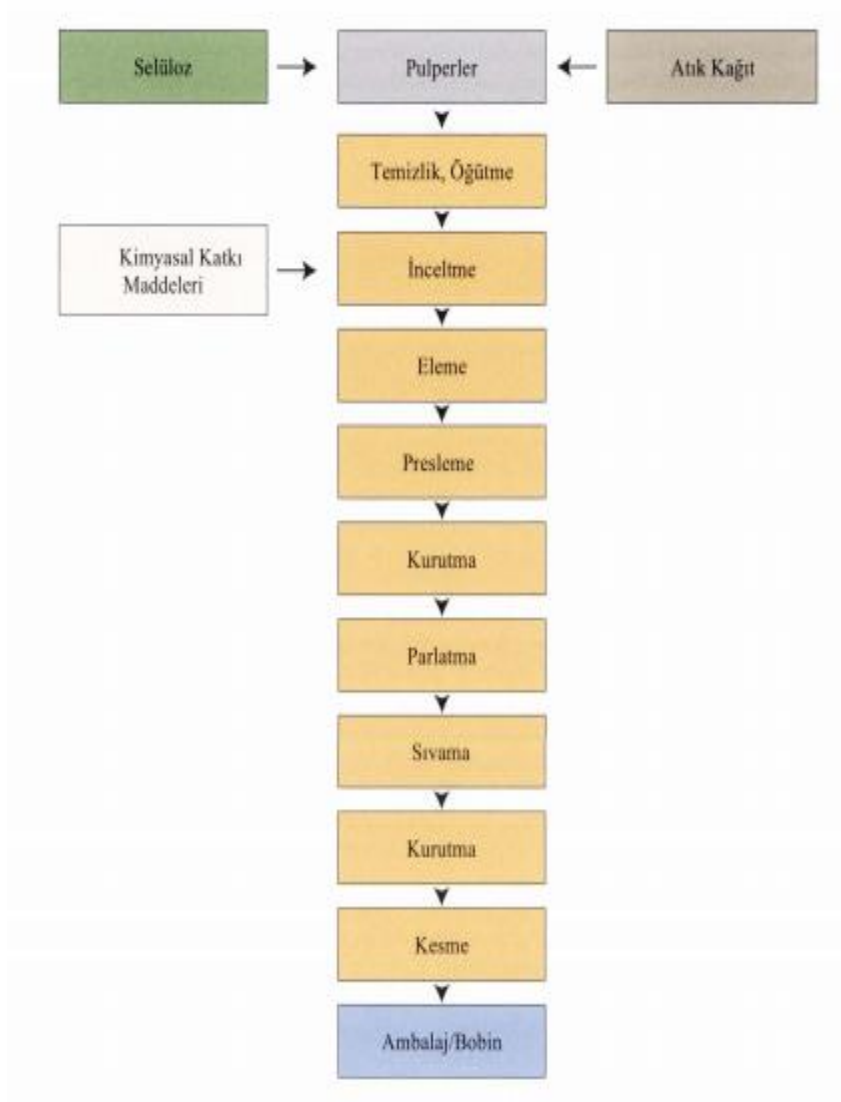 Selüloz
Pulperler
Atık Kağıt
Temizlik, Öğütme
Kimyasal Katkı
Maddeleri
İnceltme
Eleme
Presleme
Kurutma
Parlatma
Sıvama
Kurutma
Kesme
Ambalaj/Bobin